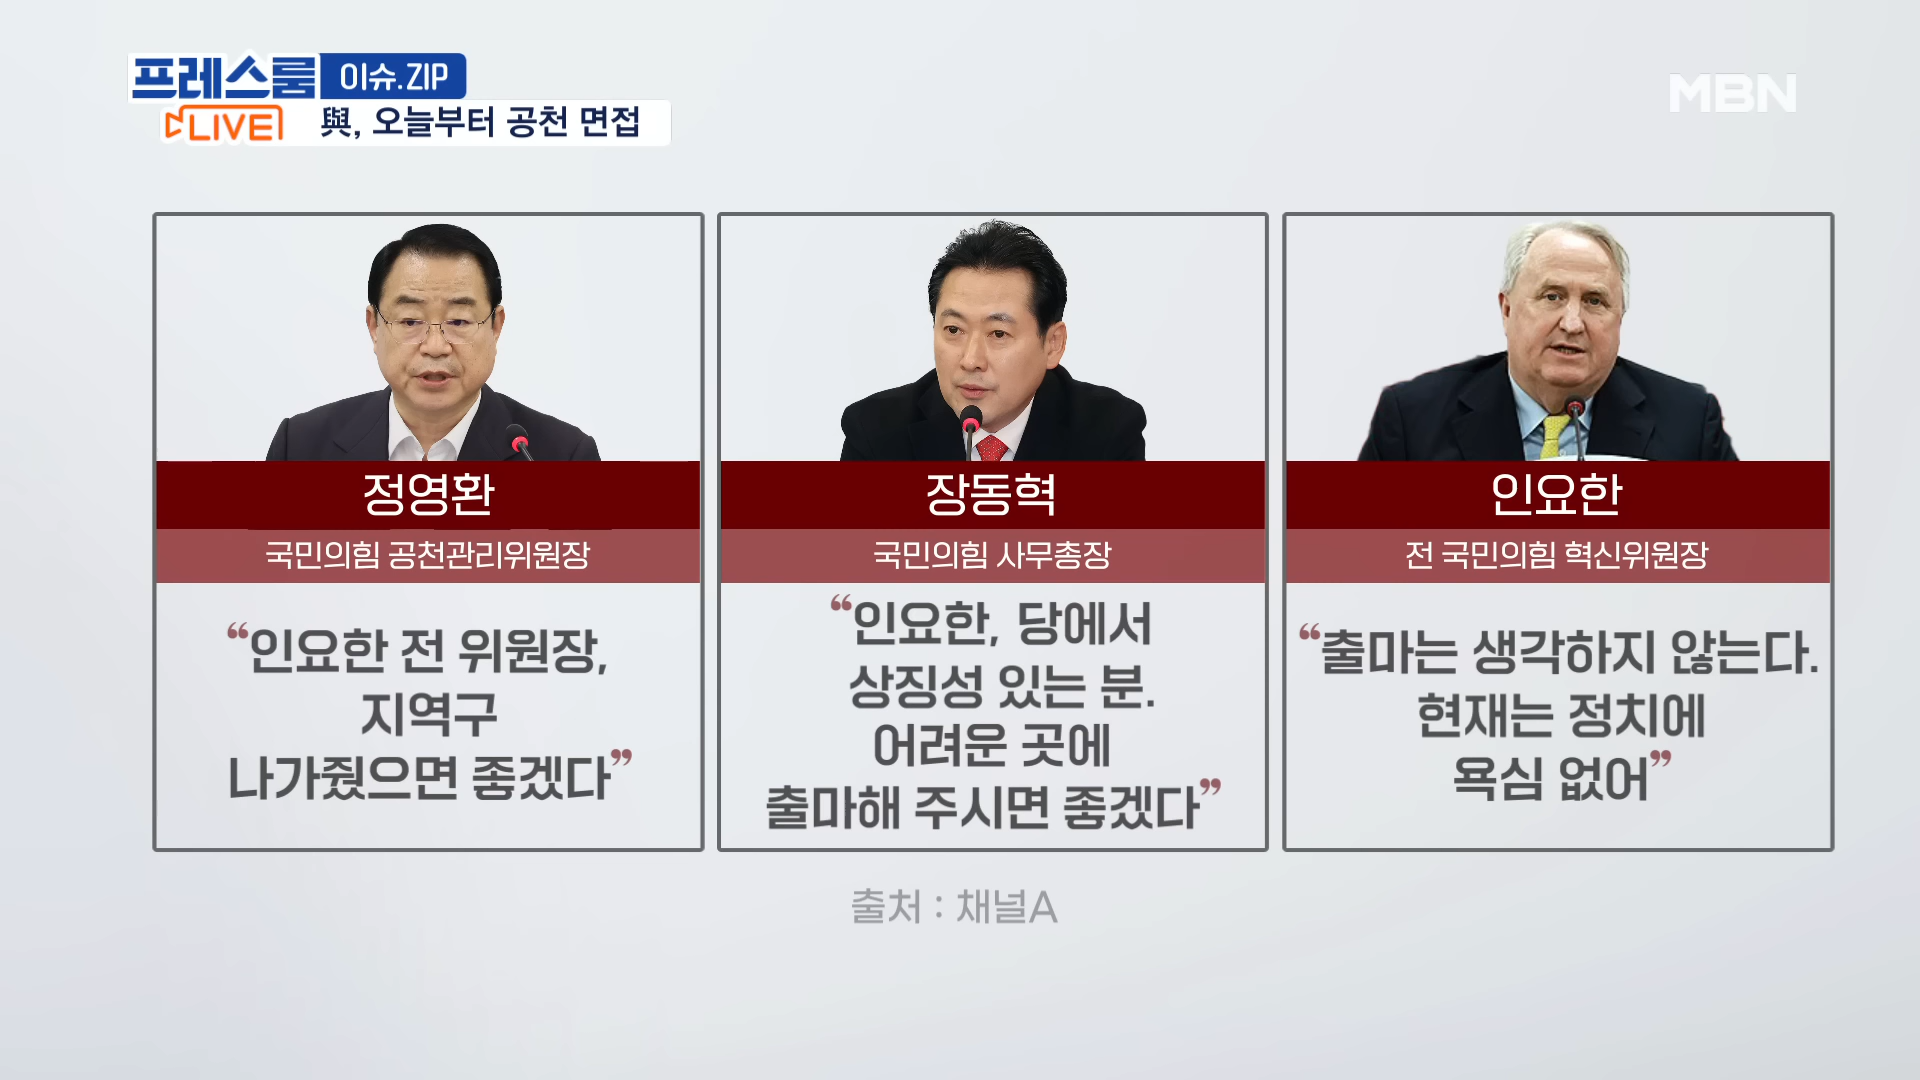 프레스룸 이슈.ZIP
LIVE 與, 오늘부터 공천 면접
MBN
정영환
국민의힘 공천관리위원장
“인요한 전 위원장,
지역구
나가줬으면 좋겠다”
장동혁
국민의힘 사무총장
“인요한, 당에서
상징성 있는 분.
어려운 곳에
출마해 주시면 좋겠다”
인요한
전 국민의힘 혁신위원장
“출마는 생각하지 않는다.
현재는 정치에
욕심 없어”
출처 : 채널A